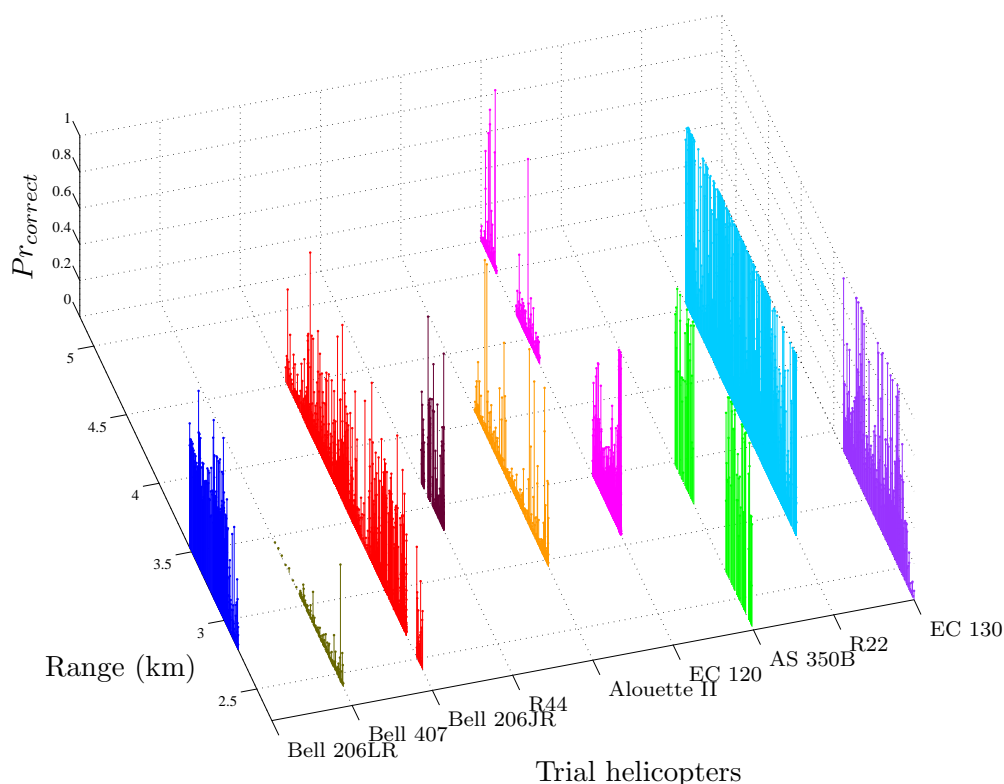 1
0.8
0.6
0.4
0.2
0
Pr_correct
5
4.5
4
3.5
3
2.5
Range (km)
Bell 206LR
Bell 407
Bell 206JR
R44
Alouette II
EC 120
AS 350B
R22
EC 130
Trial helicopters